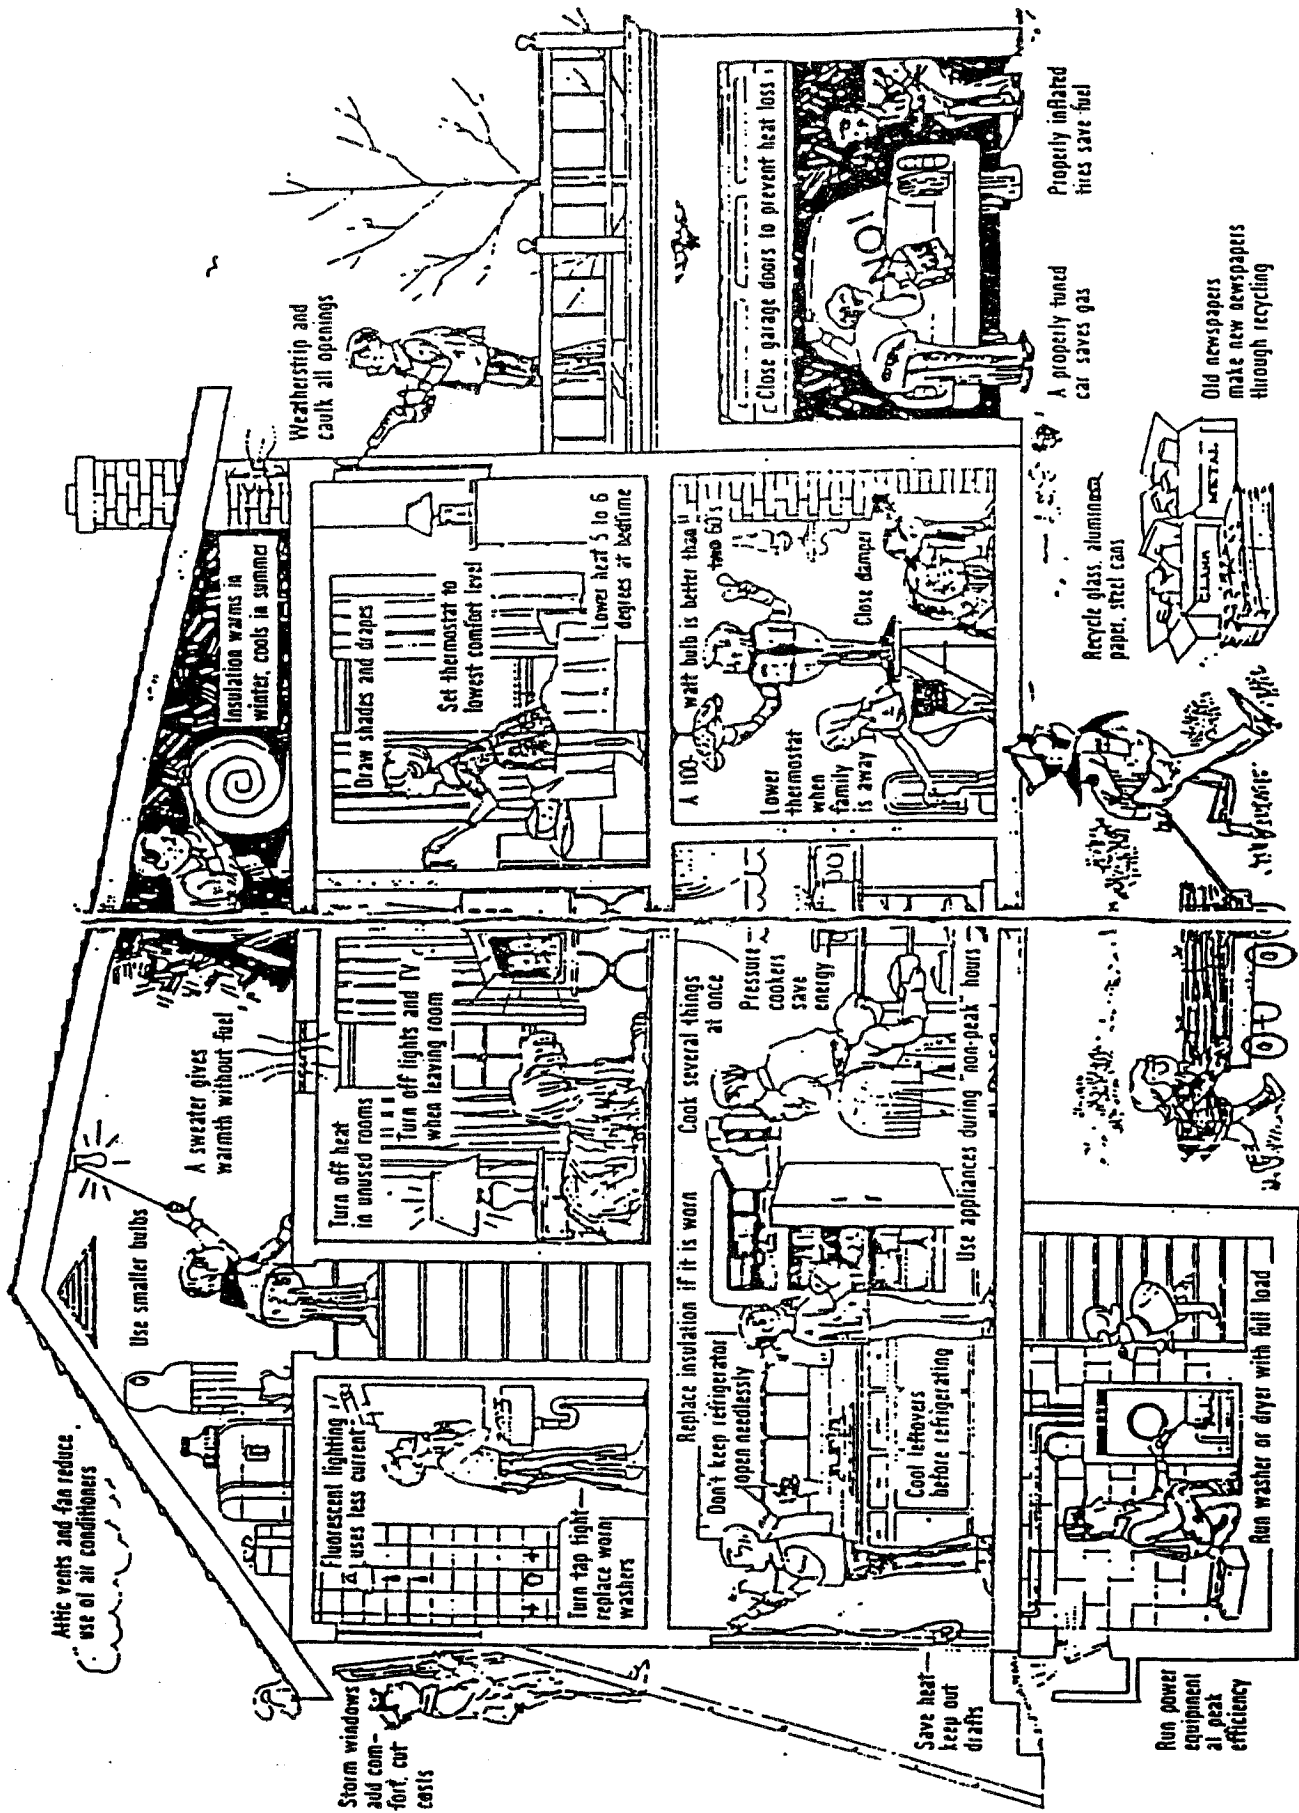 Attic vents and fan reduce
use of air conditioners
Use smaller bulbs
A sweater gives
warmth without fuel
Insulation warms in
winter, cools in summer
Weatherstrip and
caulk all openings
Storm windows
add com-
fort, cut
costs
Fluorescent lighting
uses less current
Turn tap tight—
replace worn
washers
Turn off heat
in unused rooms
Turn off lights and TV
when leaving room
Draw shades and drapes
Set thermostat to
lowest comfort level
Lower heat 5 to 6
degrees at bedtime
Replace insulation if it is worn
Don't keep refrigerator
open needlessly
Cool leftovers
before refrigerating
Cook several things
at once
Pressure
cookers
save
energy
Use appliances during "non-peak" hours
A 100-watt bulb is better than
two 60's
Lower
thermostat
when
family
is away
Close damper
Close garage doors to prevent heat loss
Save heat—
keep out
drafts
A properly tuned
car saves gas
Properly inflated
tires save fuel
Run power
equipment
at peak
efficiency
Run washer or dryer with full load
Recycle glass, aluminum
paper, steel cans
METAL
Old newspapers
make new newspapers
through recycling